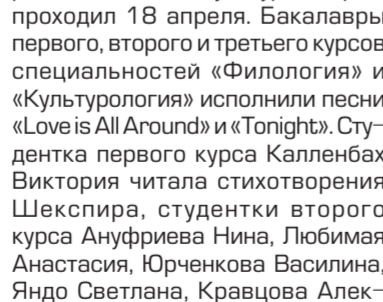 проходил 18 апреля. Бакалавры
первого, второго и третьего курсов
специальностей «Филология» и
«Культурология» исполнили песни
«Love is All Around» и «Tonight». Сту-
дентка первого курса Калленбах
Виктория читала стихотворения
Шекспира, студентки второго
курса Ануфриева Нина, Любимая
Анастасия, Юрченкова Василина,
Яндо Светлана, Кравцова Алек-